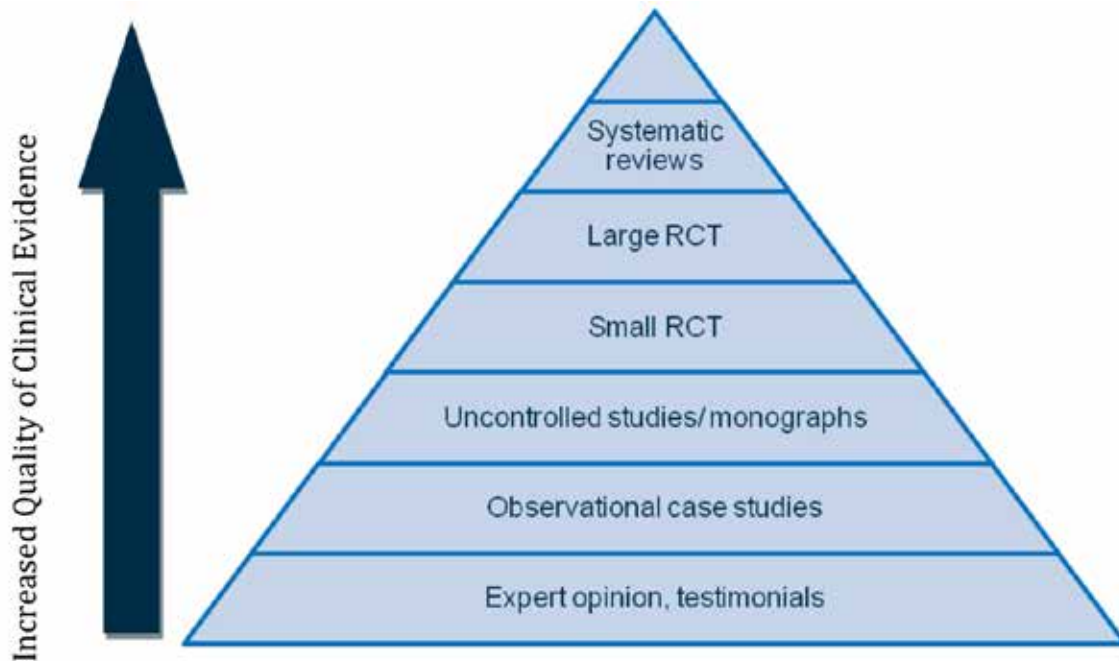 Increased Quality of Clinical Evidence
Systematic
reviews
Large RCT
Small RCT
Uncontrolled studies/monographs
Observational case studies
Expert opinion, testimonials